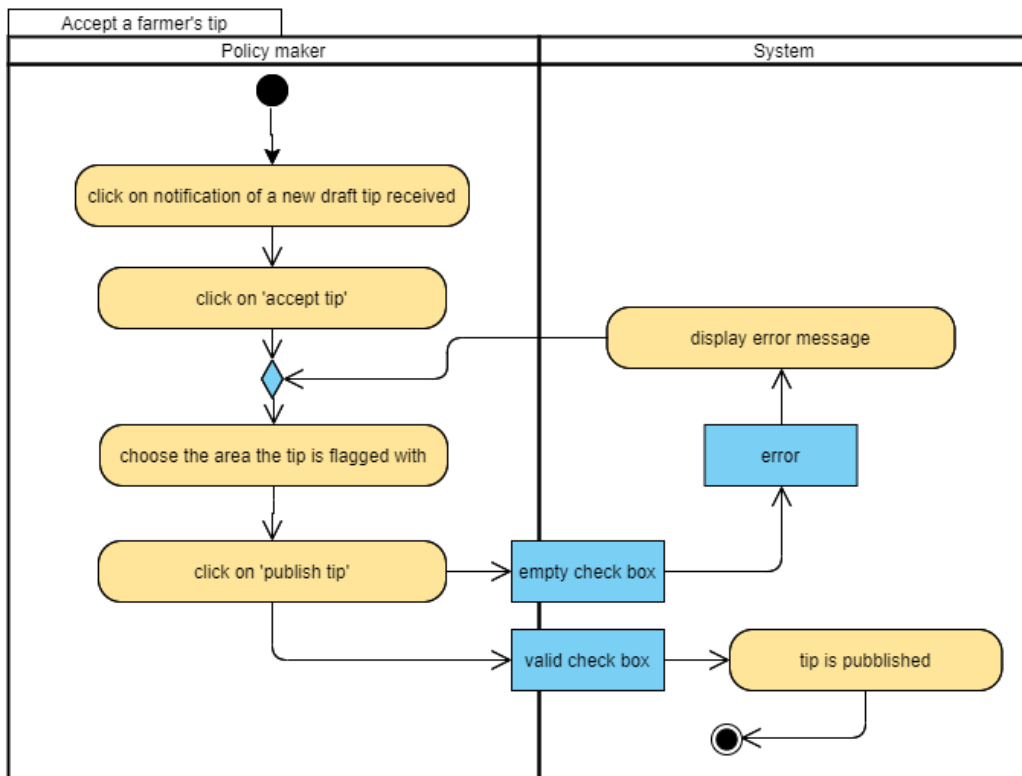 Accept a farmer's tip
Policy maker
System
click on notification of a new draft tip received
click on 'accept tip'
display error message
choose the area the tip is flagged with
error
click on 'publish tip'
empty check box
valid check box
tip is pubblished